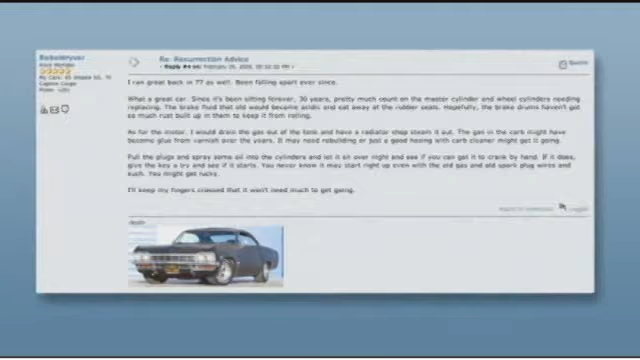 Re: Resurrection Advice
Quote
I ran great back in 77 as well. Been falling apart ever since.
What a great car. Since it's been sitting forever, 30 years, pretty much count on the master cylinder and wheel cylinders needing
replacing. The brake fluid that old would become acidic and eat away at the rubber seals. Hopefully, the brake drums haven't got
so much rust built up in them to keep it from rolling.
As for the motor. I would drain the gas out of the tank and have a radiator shop steam it out. The gas in the carb might have
become glue from varnish over the years. It may need rebuilding or just a good hosing with carb cleaner might get it going.
Pull the plugs and spray some oil into the cylinders and let it sit over night and see if you can get it to crank by hand. If it does,
give the key a try and see if it starts. You never know it may start right up even with the old gas and old spark plug wires and
such. You might get lucky.
I'll keep my fingers crossed that it won't need much to get going.